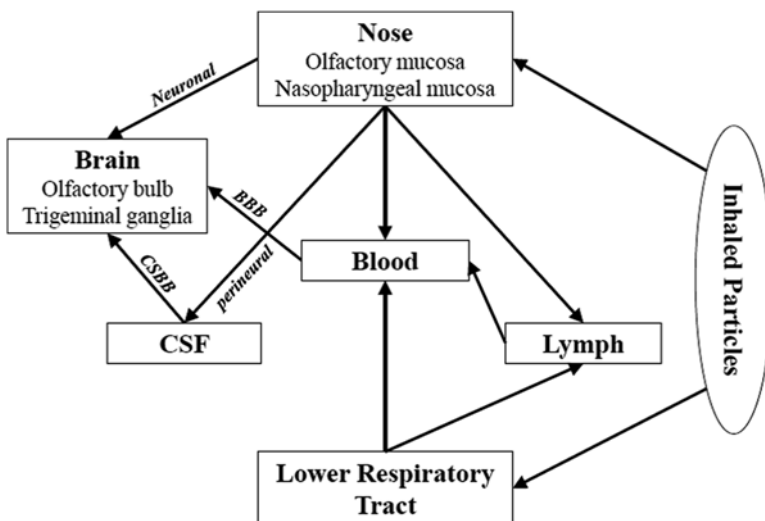 Nose
Olfactory mucosa
Nasopharyngeal mucosa
Neuronal
Brain
Olfactory bulb
Trigeminal ganglia
BBB
Inhaled Particles
Blood
perineural
CSBB
CSF
Lymph
Lower Respiratory
Tract